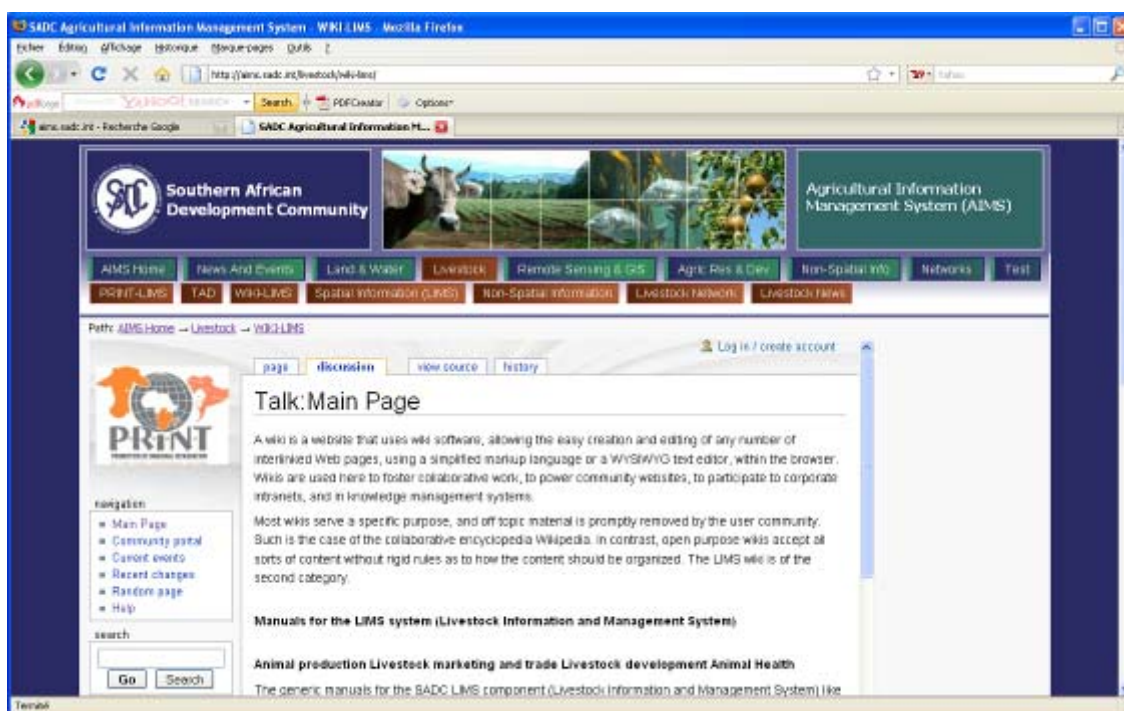 SADC Agricultural Information Management System - WIKI-LIMS - Mozilla Firefox
Fichier Édition Affichage Historique Marque-pages Outils ?
http://aims.sadc.int/livestock/wiki-lims/
YAHOO! SEARCH Search PDFCreator Options
aims.sadc.int - Recherche Google SADC Agricultural Information M...
Southern African
Development Community
Agricultural Information
Management System (AIMS)
AIMS Home News And Events Land & Water Livestock Remote Sensing & GIS Agric Res & Dev Non-Spatial Info Networks Test
PRINT-LIMS TAD WIKI-LIMS Spatial Information (LIMS) Non-Spatial Information Livestock Network Livestock News
Path: AIMS Home → Livestock → WIKI-LIMS
Log in / create account
page discussion view source history
PRINT
Talk:Main Page
A wiki is a website that uses wiki software, allowing the easy creation and editing of any number of
interlinked Web pages, using a simplified markup language or a WYSIWYG text editor, within the browser.
Wikis are used here to foster collaborative work, to power community websites, to participate to corporate
intranets, and in knowledge management systems.
Most wikis serve a specific purpose, and off topic material is promptly removed by the user community.
Such is the case of the collaborative encyclopedia Wikipedia. In contrast, open purpose wikis accept all
sorts of content without rigid rules as to how the content should be organized. The LIMS wiki is of the
second category.
Manuals for the LIMS system (Livestock Information and Management System)
Animal production Livestock marketing and trade Livestock development Animal Health
The generic manuals for the SADC LIMS component (Livestock Information and Management System) like
navigation
Main Page
Community portal
Current events
Recent changes
Random page
Help
search
Go Search
Terminé